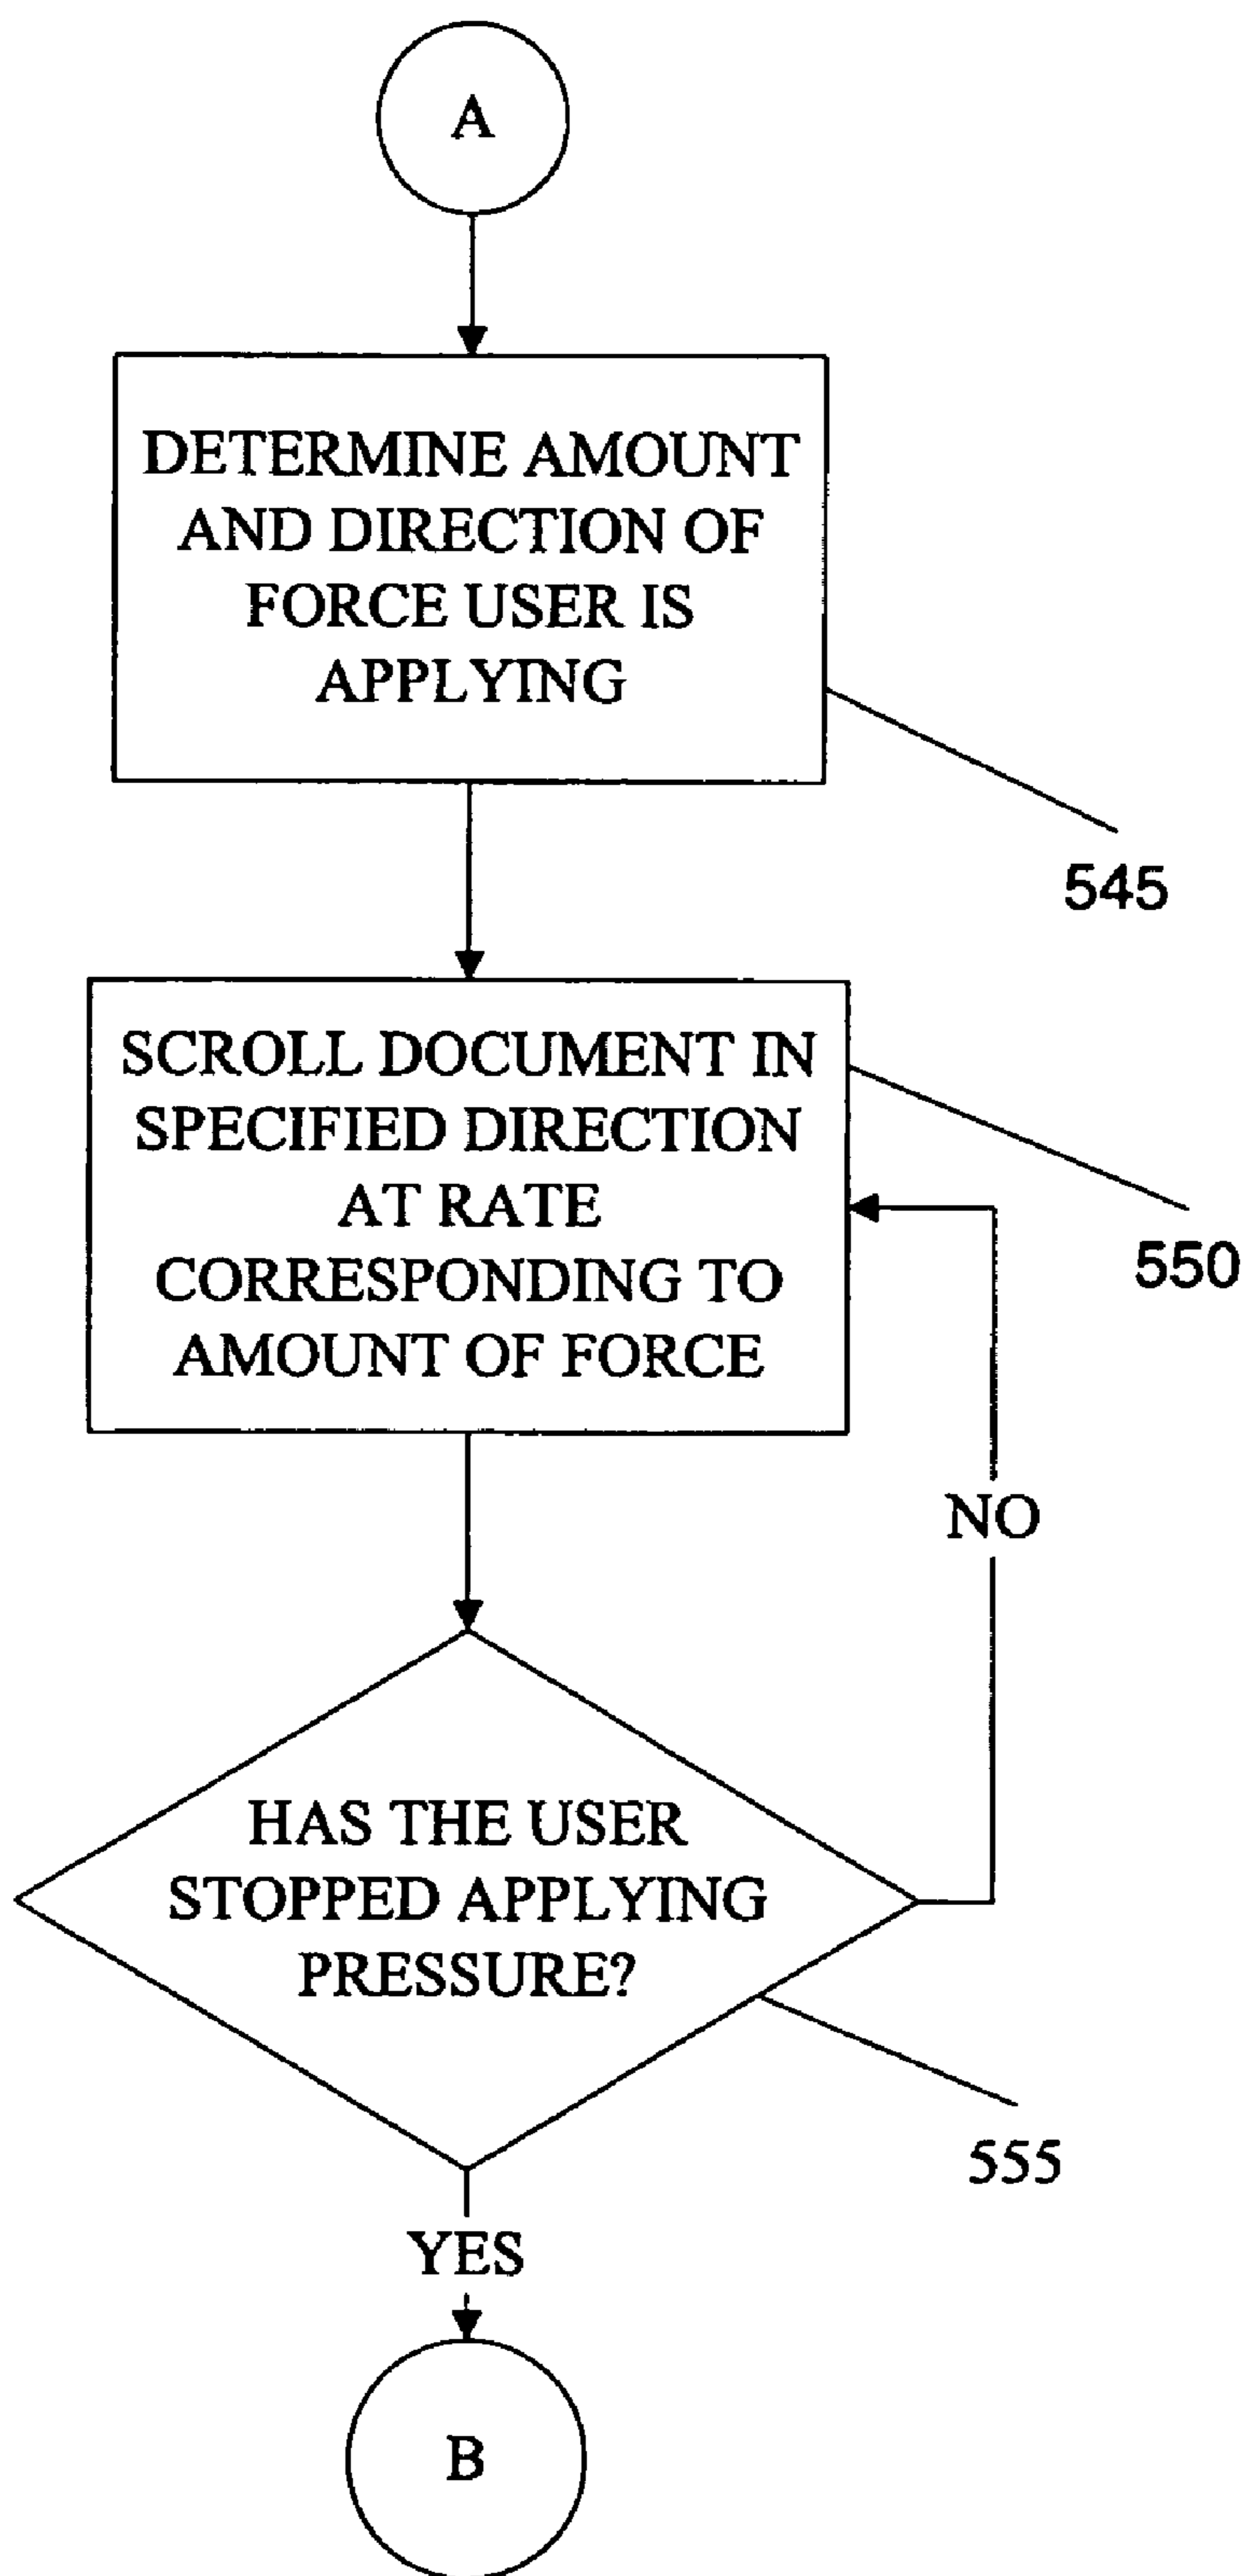 A
DETERMINE AMOUNT
AND DIRECTION OF
FORCE USER IS
APPLYING
545
SCROLL DOCUMENT IN
SPECIFIED DIRECTION
AT RATE
CORRESPONDING TO
AMOUNT OF FORCE
550
NO
HAS THE USER
STOPPED APPLYING
PRESSURE?
555
YES
B